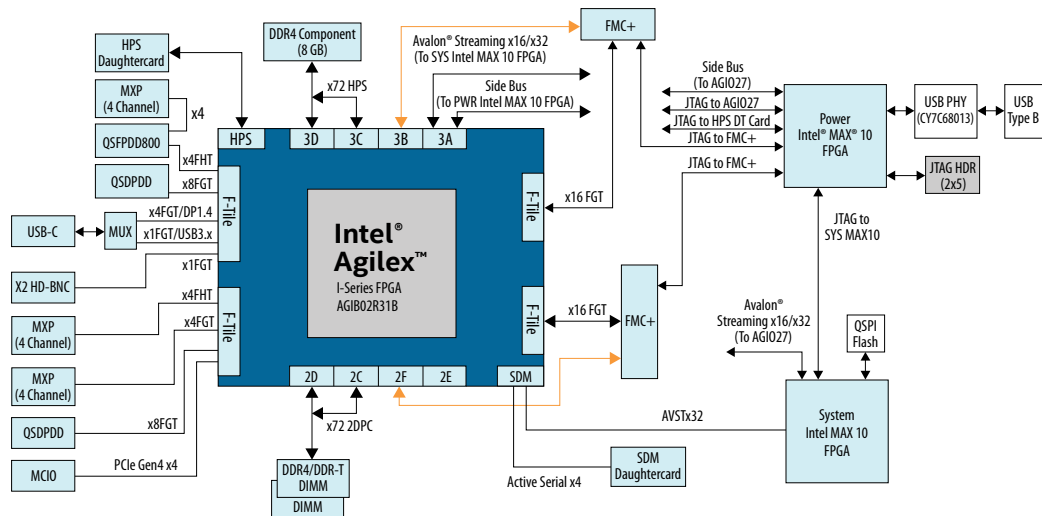 HPS
Daughtercard
MXP
(4 Channel)
x4
QSFPDD800
QSDPDD
USB-C
MUX
X2 HD-BNC
MXP
(4 Channel)
MXP
(4 Channel)
QSDPDD
MCIO
x4FHT
x8FGT
x4FGT/DP1.4
x1FGT/USB3.x
x1FGT
x4FHT
x4FGT
x8FGT
PCIe Gen4 x4
DDR4 Component
(8 GB)
x72 HPS
Avalon® Streaming x16/x32
(To SYS Intel MAX 10 FPGA)
Side Bus
(To PWR Intel MAX 10 FPGA)
HPS
3D
3C
3B
3A
F-Tile
F-Tile
F-Tile
F-Tile
Intel®
Agilex™
I-Series FPGA
AGIB02R31B
2D
2C
2F
2E
SDM
x72 2DPC
DDR4/DDR-T
DIMM
DIMM
Active Serial x4
SDM
Daughtercard
AVSTx32
x16 FGT
x16 FGT
FMC+
FMC+
Side Bus
(To AGIO27)
JTAG to AGIO27
JTAG to HPS DT Card
JTAG to FMC+
JTAG to FMC+
Power
Intel® MAX® 10
FPGA
USB PHY
(CY7C68013)
USB
Type B
JTAG HDR
(2x5)
JTAG to
SYS MAX10
Avalon®
Streaming x16/x32
(To AGIO27)
QSPI
Flash
System
Intel MAX 10
FPGA